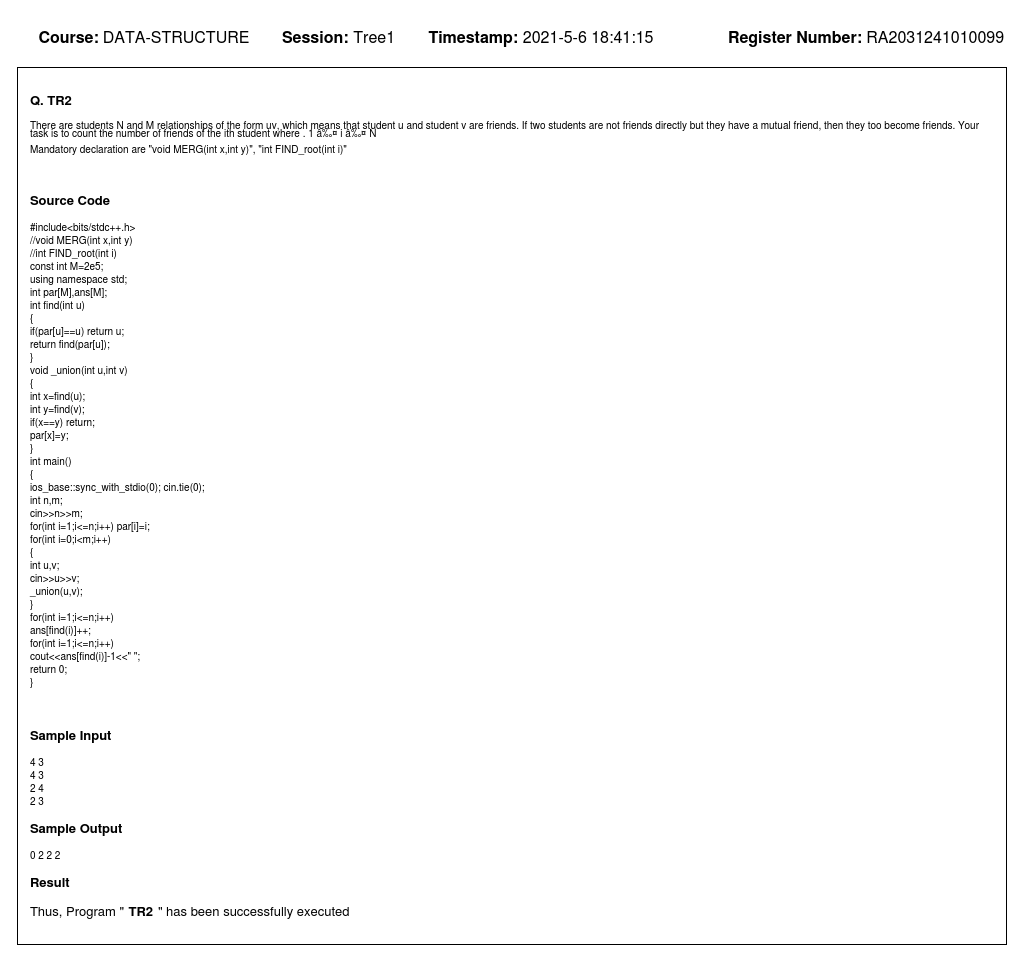 Course: DATA-STRUCTURE Session: Tree1 Timestamp: 2021-5-6 18:41:15 Register Number: RA2031241010099
Q. TR2
There are students N and M relationships of the form uv, which means that student u and student v are friends. If two students are not friends directly but they have a mutual friend, then they too become friends. Your
task is to count the number of friends of the ith student where . 1 â‰¤ i â‰¤ N
Mandatory declaration are "void MERG(int x,int y)", "int FIND_root(int i)"
Source Code
#include<bits/stdc++.h>
//void MERG(int x,int y)
//int FIND_root(int i)
const int M=2e5;
using namespace std;
int par[M],ans[M];
int find(int u)
{
if(par[u]==u) return u;
return find(par[u]);
}
void _union(int u,int v)
{
int x=find(u);
int y=find(v);
if(x==y) return;
par[x]=y;
}
int main()
{
ios_base::sync_with_stdio(0); cin.tie(0);
int n,m;
cin>>n>>m;
for(int i=1;i<=n;i++) par[i]=i;
for(int i=0;i<m;i++)
{
int u,v;
cin>>u>>v;
_union(u,v);
}
for(int i=1;i<=n;i++)
ans[find(i)]++;
for(int i=1;i<=n;i++)
cout<<ans[find(i)]-1<<" ";
return 0;
}
Sample Input
4 3
4 3
2 4
2 3
Sample Output
0 2 2 2
Result
Thus, Program " TR2 " has been successfully executed